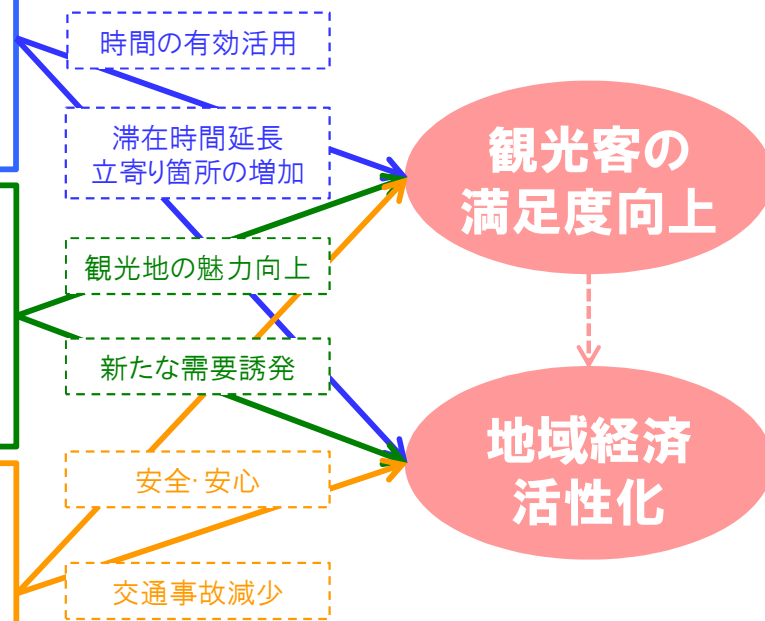 時間の有効活用
滞在時間延長
立寄り箇所の増加
観光地の魅力向上
新たな需要誘発
安全・安心
交通事故減少
観光客の
満足度向上
地域経済
活性化